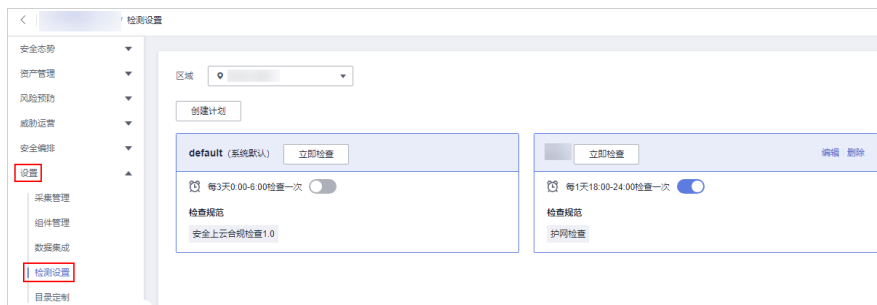 / 检测设置
安全态势
资产管理
风险预防
威胁运营
安全编排
设置
采集管理
组件管理
数据集成
检测设置
目录定制
区域
创建计划
default（系统默认） 立即检查
每3天0:00-6:00检查一次
检查规范
安全上云合规检查1.0
立即检查 编辑 删除
每1天18:00-24:00检查一次
检查规范
护网检查